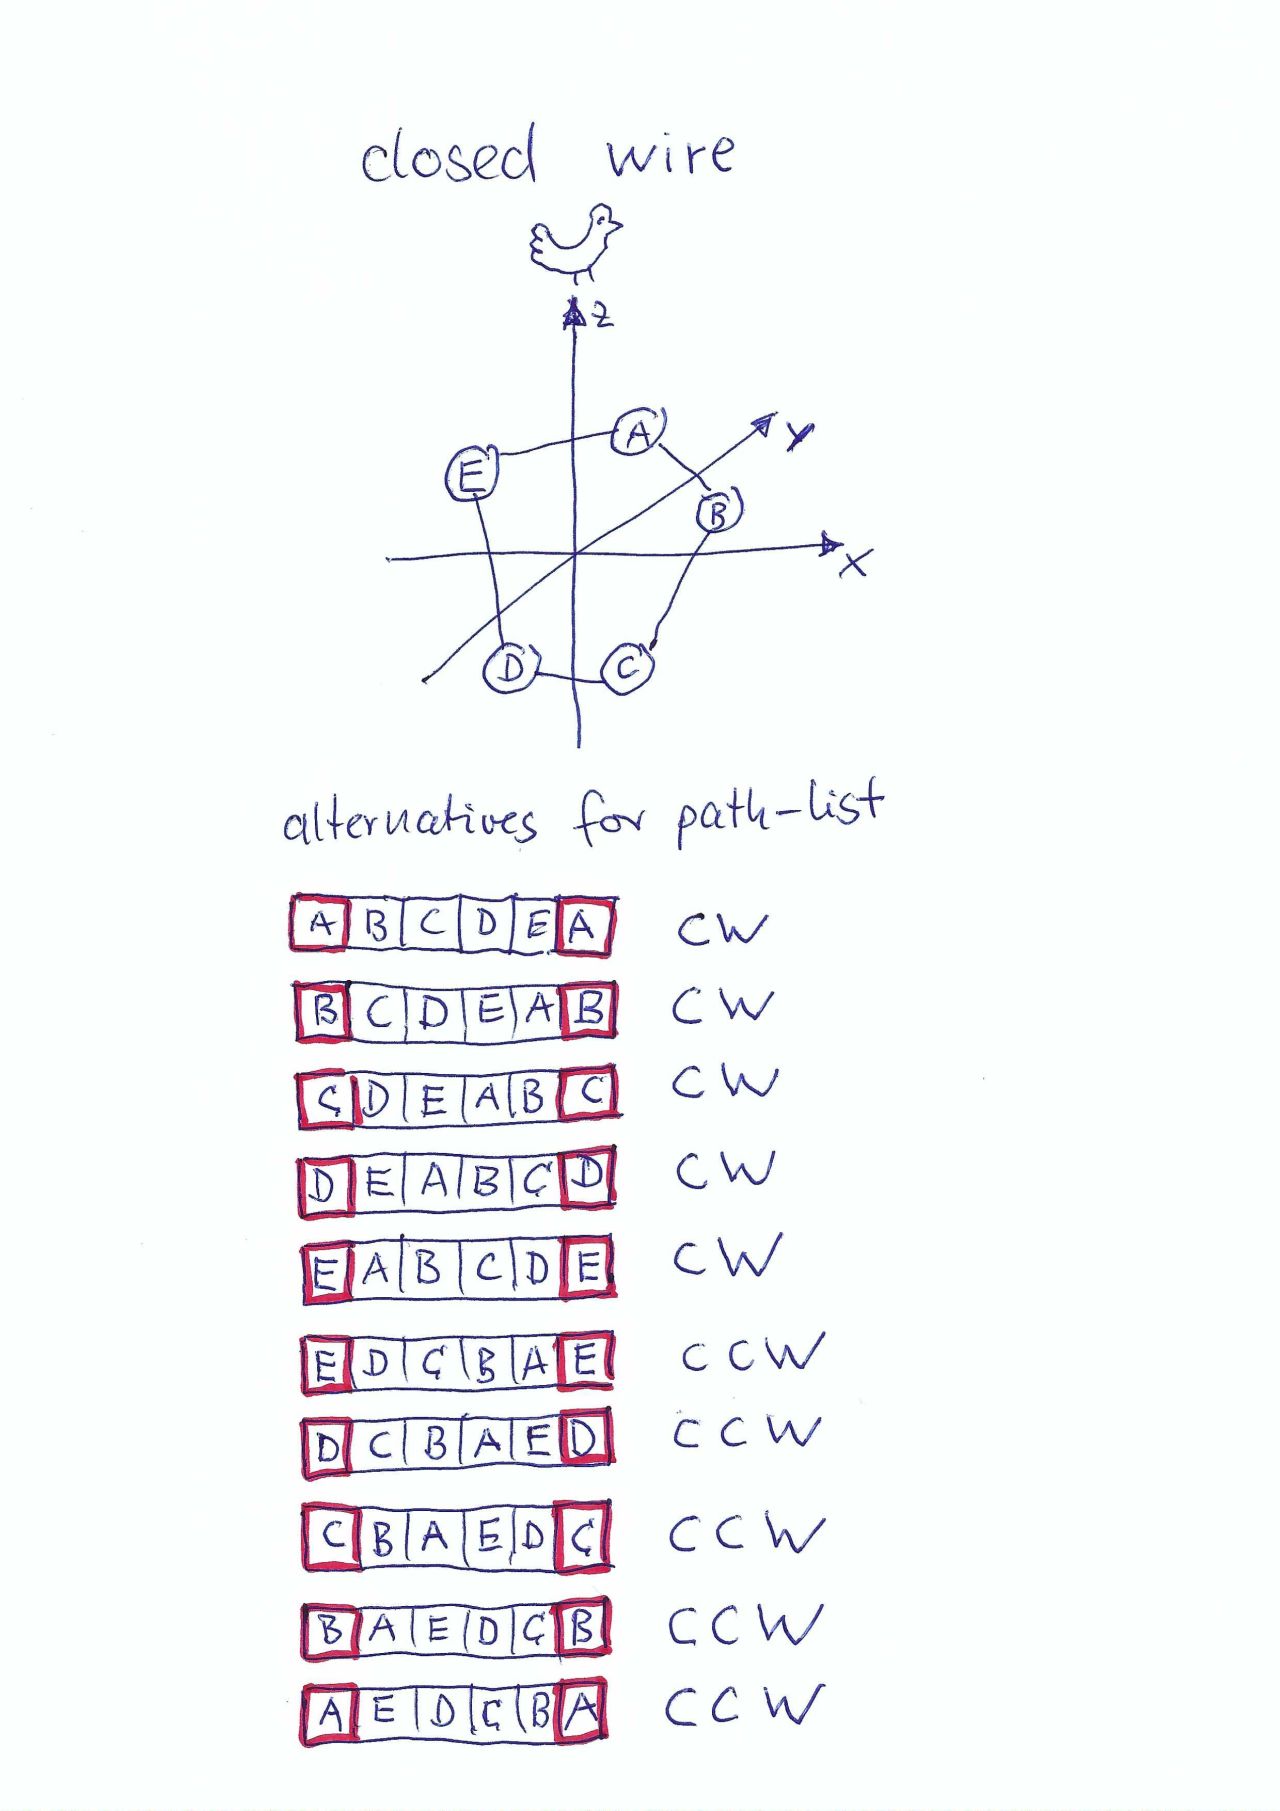 closed wire
Z
A
Y
E
B
X
D
C
alternatives for path-list
A B C D E A CW
B C D E A B CW
C D E A B C CW
D E A B C D CW
E A B C D E CW
E D C B A E CCW
D C B A E D CCW
C B A E D C CCW
B A E D C B CCW
A E D C B A CCW